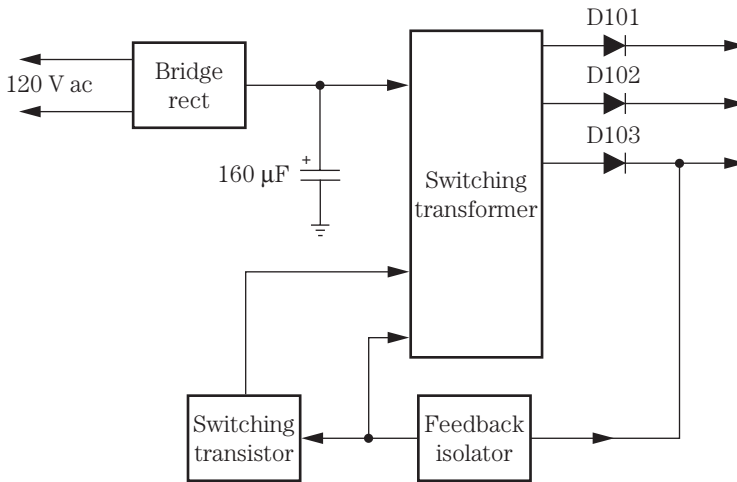 D101
120 V ac
Bridge
rect
D102
D103
+
160 μF
Switching
transformer
Switching
transistor
Feedback
isolator